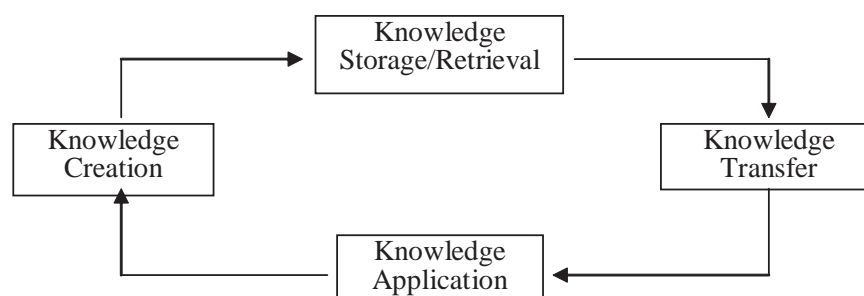 Knowledge
Storage/Retrieval
Knowledge
Creation
Knowledge
Transfer
Knowledge
Application